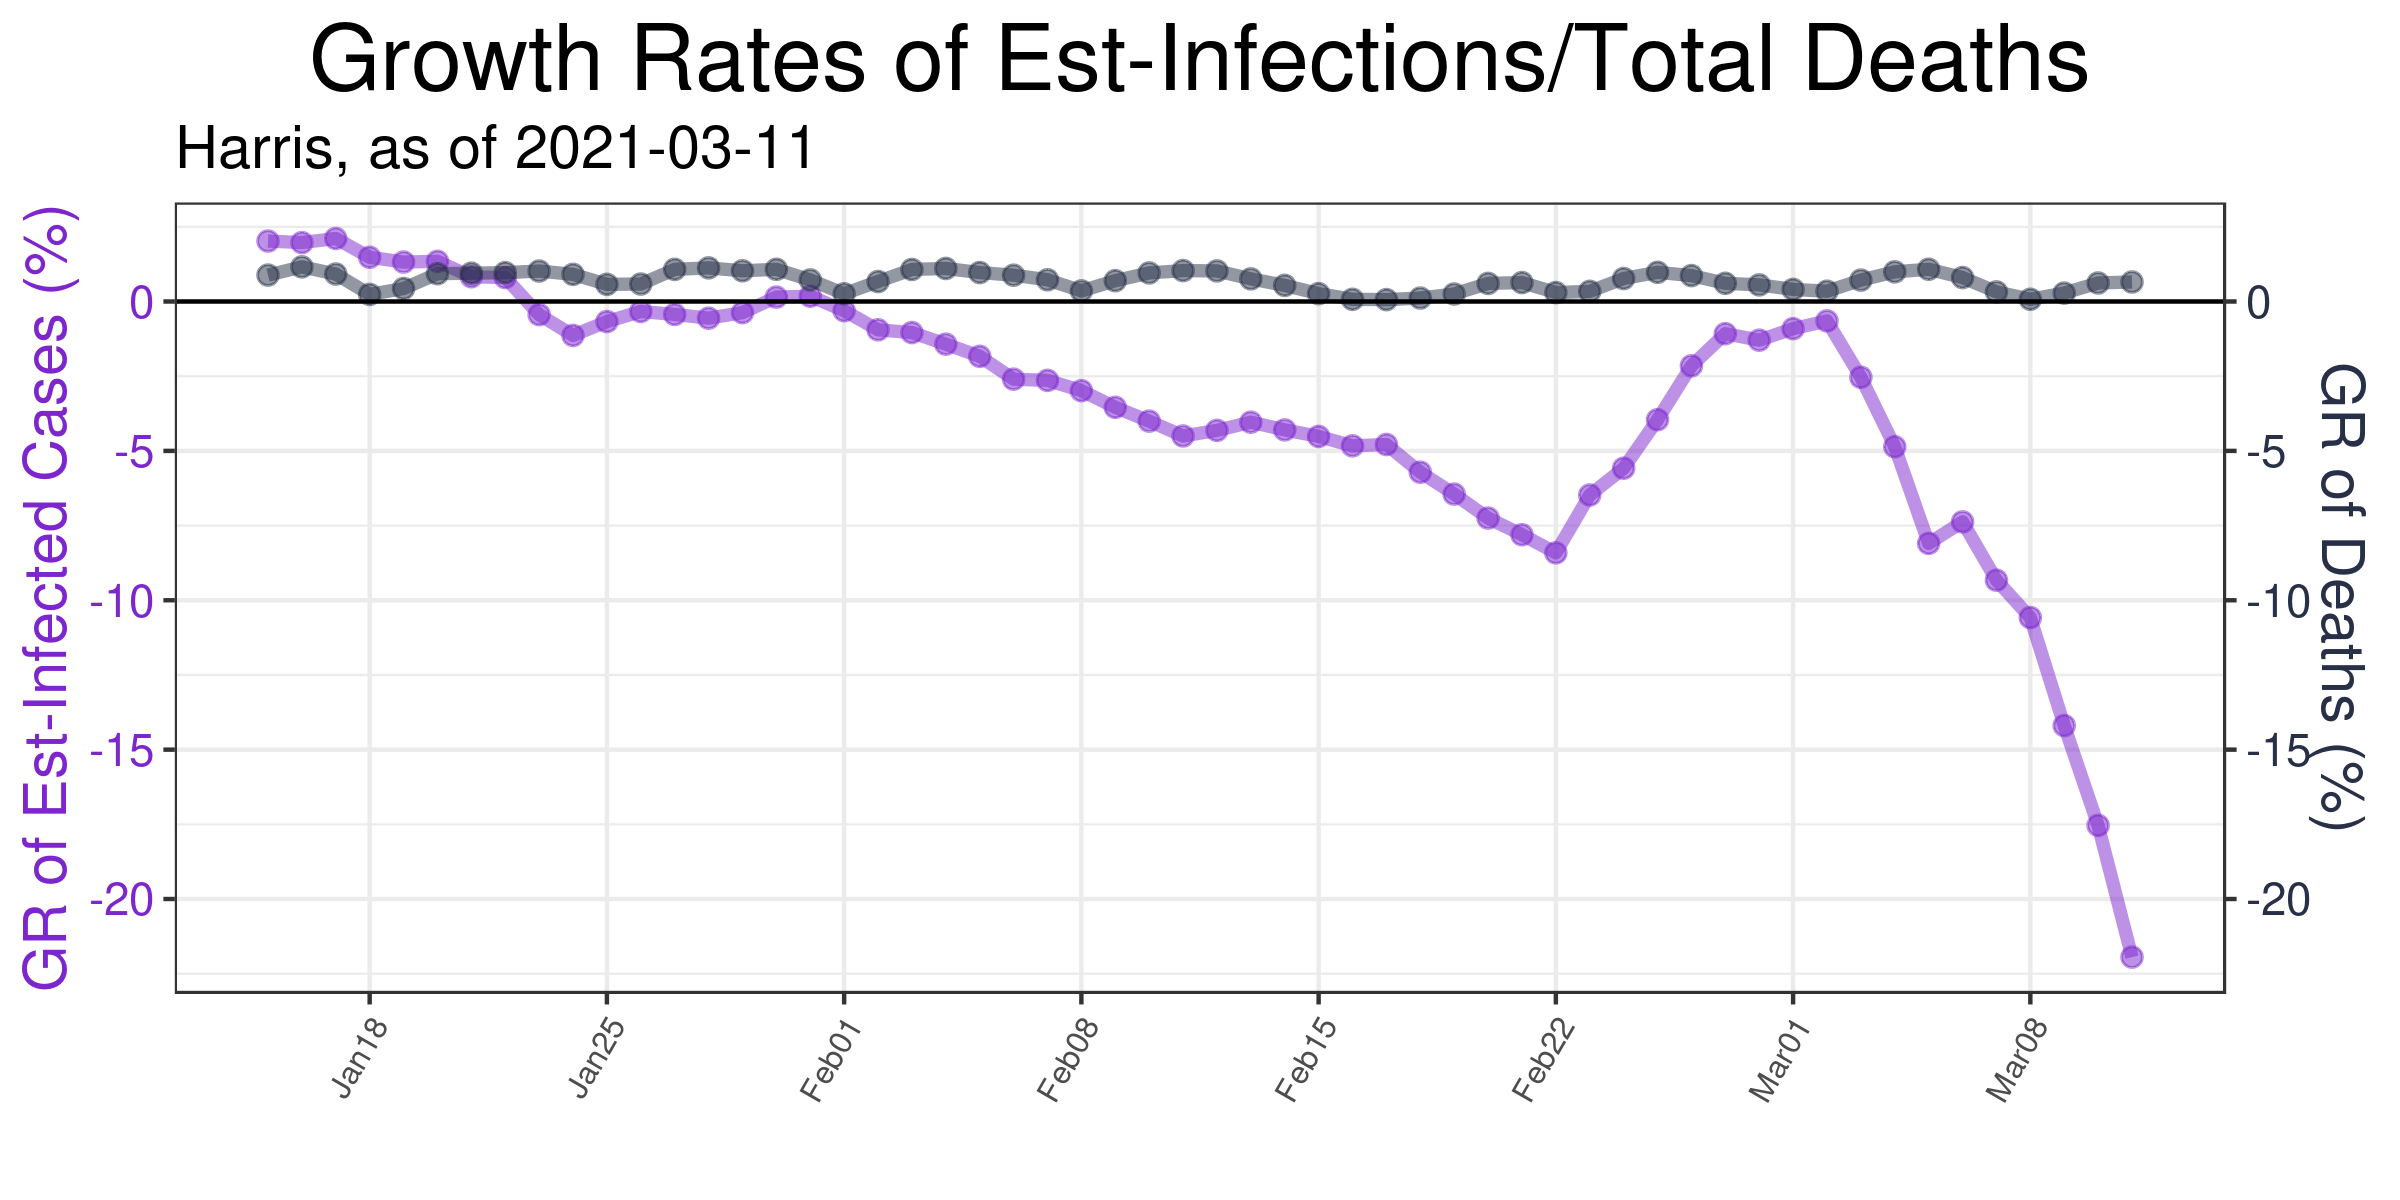 Growth Rates of Est-Infections/Total Deaths
Harris, as of 2021-03-11
GR of Est-Infected Cases (%)
0
-5
-10
-15
-20
0
-5
-10
-15
-20
GR of Deaths (%)
Jan18
Jan25
Feb01
Feb08
Feb15
Feb22
Mar01
Mar08